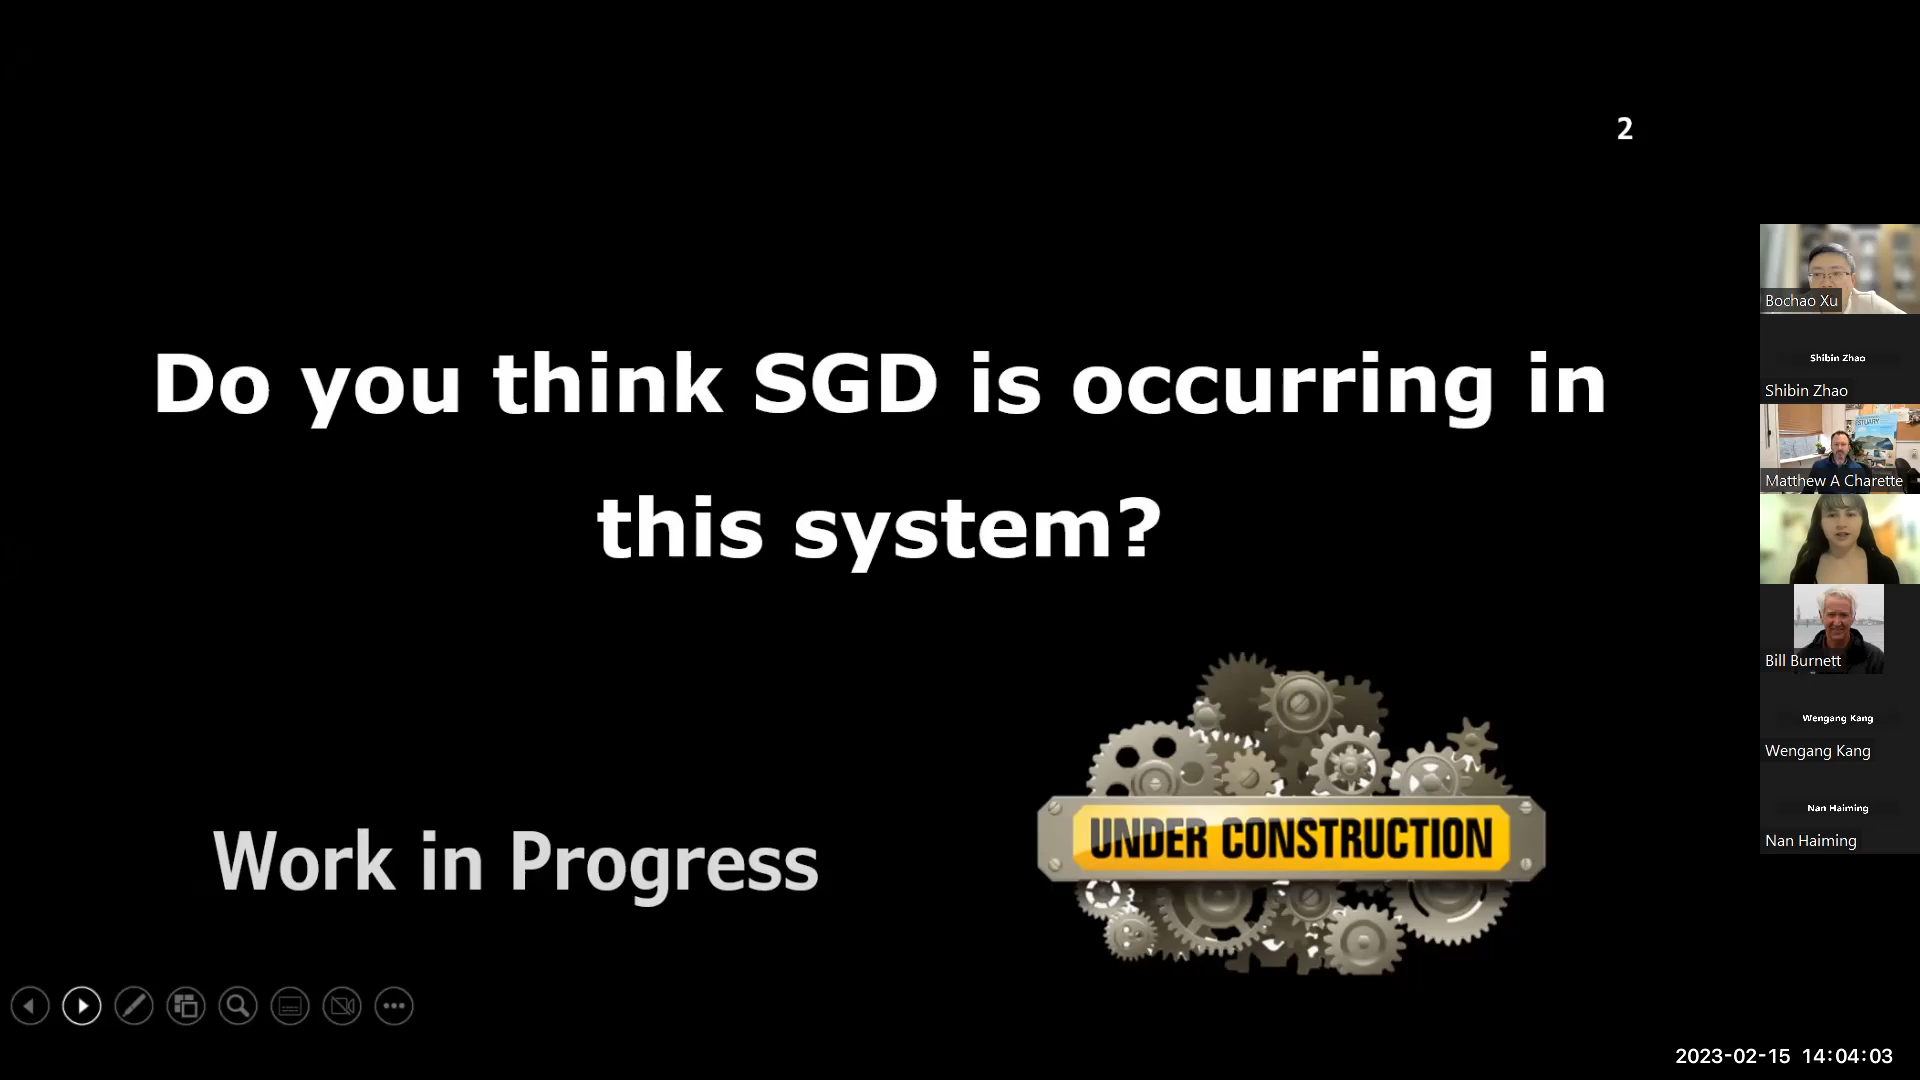 2
Do you think SGD is occurring in
this system?
Work in Progress
UNDER CONSTRUCTION
Bochao Xu
Shibin Zhao
Shibin Zhao
ESTUARY
Matthew A Charette
Bill Burnett
Wengang Kang
Wengang Kang
Nan Haiming
Nan Haiming
2023-02-15 14:04:03